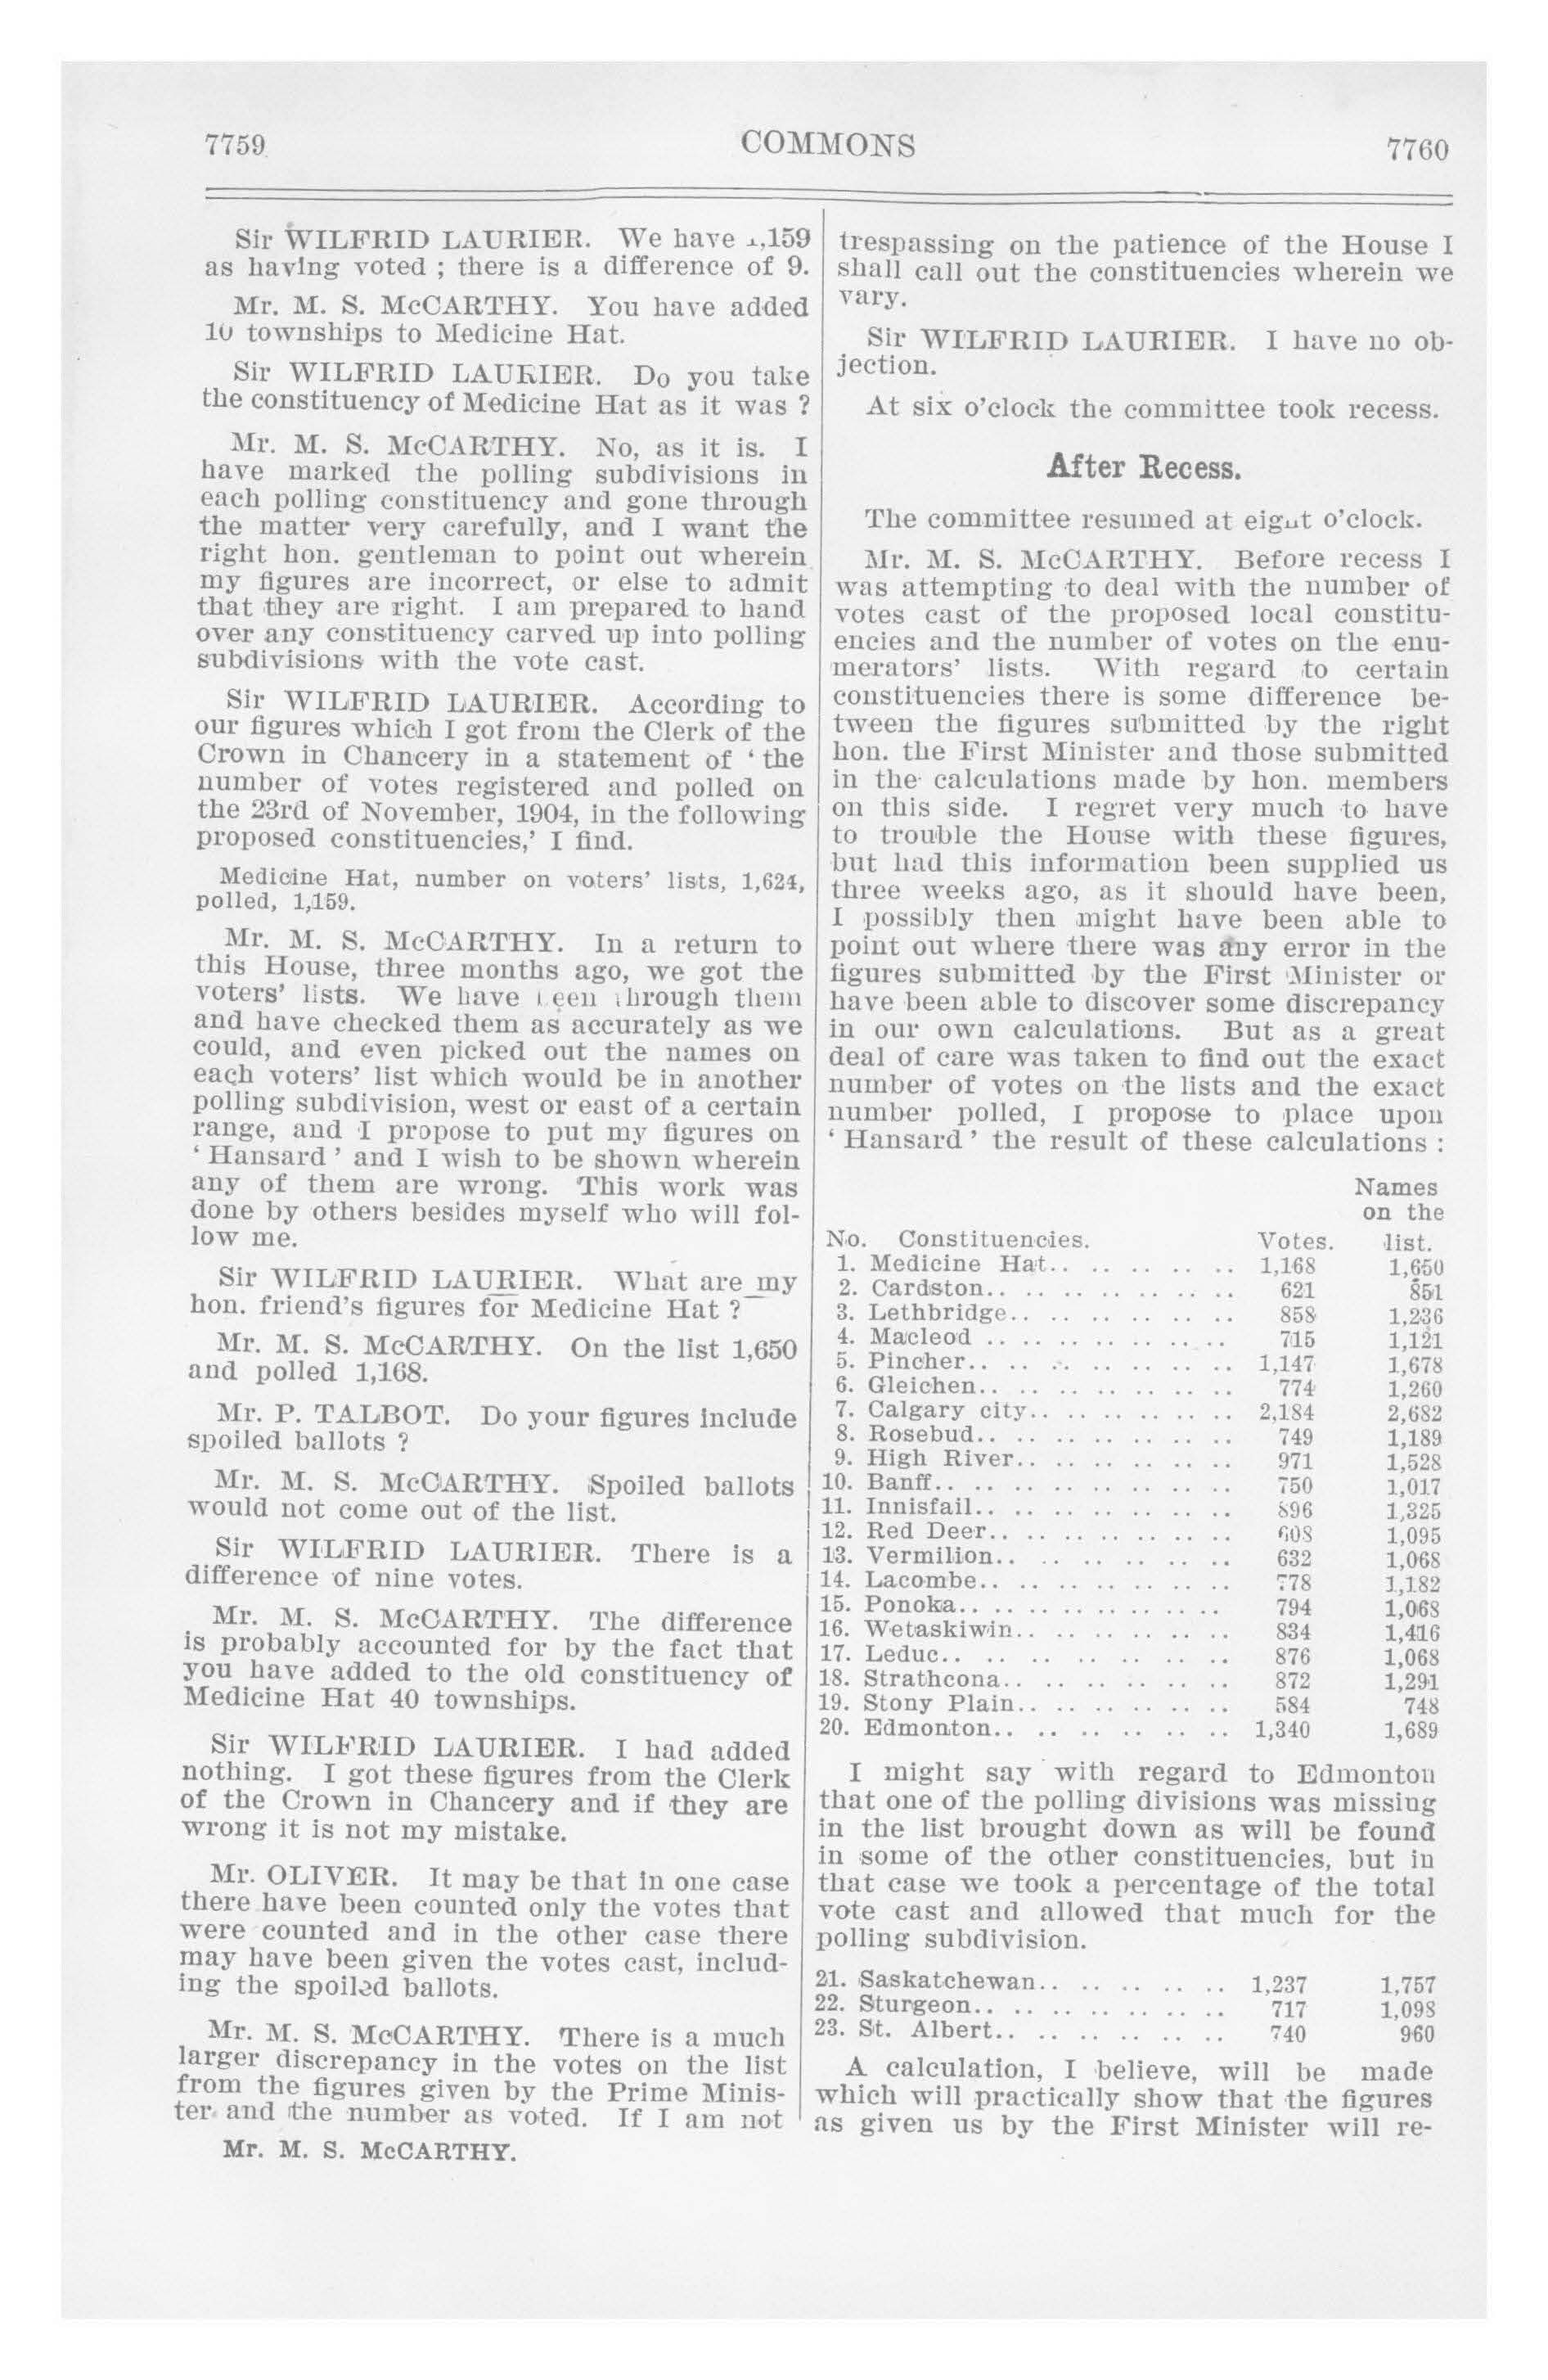 7759
COMMONS
7760
Sir WILFRID LAURIER. We have 1,159
as having voted ; there is a difference of 9.
Mr. M. S. McCARTHY. You have added
10 townships to Medicine Hat.
Sir WILFRID LAURIER. Do you take
the constituency of Medicine Hat as it was ?
Mr. M. S. McCARTHY. No, as it is. I
have marked the polling subdivisions in
each polling constituency and gone through
the matter very carefully, and I want the
right hon. gentleman to point out wherein
my figures are incorrect, or else to admit
that they are right. I am prepared to hand
over any constituency carved up into polling
subdivisions with the vote cast.
Sir WILFRID LAURIER. According to
our figures which I got from the Clerk of the
Crown in Chancery in a statement of ‘ the
number of votes registered and polled on
the 23rd of November, 1904, in the following
proposed constituencies,’ I find.
Medicine Hat, number on voters’ lists, 1,624,
polled, 1,159.
Mr. M. S. McCARTHY. In a return to
this House, three months ago, we got the
voters’ lists. We have been through them
and have checked them as accurately as we
could, and even picked out the names on
each voters’ list which would be in another
polling subdivision, west or east of a certain
range, and I propose to put my figures on
‘ Hansard ’ and I wish to be shown wherein
any of them are wrong. This work was
done by others besides myself who will fol-
low me.
Sir WILFRID LAURIER. What are my
hon. friend’s figures for Medicine Hat ?
Mr. M. S. McCARTHY. On the list 1,650
and polled 1,168.
Mr. P. TALBOT. Do your figures include
spoiled ballots ?
Mr. M. S. McCARTHY. Spoiled ballots
would not come out of the list.
Sir WILFRID LAURIER. There is a
difference of nine votes.
Mr. M. S. McCARTHY. The difference
is probably accounted for by the fact that
you have added to the old constituency of
Medicine Hat 40 townships.
Sir WILFRID LAURIER. I had added
nothing. I got these figures from the Clerk
of the Crown in Chancery and if they are
wrong it is not my mistake.
Mr. OLIVER. It may be that in one case
there have been counted only the votes that
were counted and in the other case there
may have been given the votes cast, includ-
ing the spoiled ballots.
Mr. M. S. McCARTHY. There is a much
larger discrepancy in the votes on the list
from the figures given by the Prime Minis-
ter and the number as voted. If I am not
Mr. M. S. McCARTHY.
trespassing on the patience of the House I
shall call out the constituencies wherein we
vary.
Sir WILFRID LAURIER. I have no ob-
jection.
At six o’clock the committee took recess.
After Recess.
The committee resumed at eight o’clock.
Mr. M. S. McCARTHY. Before recess I
was attempting to deal with the number of
votes cast of the proposed local constitu-
encies and the number of votes on the enu-
merators’ lists. With regard to certain
constituencies there is some difference be-
tween the figures submitted by the right
hon. the First Minister and those submitted
in the calculations made by hon. members
on this side. I regret very much to have
to trouble the House with these figures,
but had this information been supplied us
three weeks ago, as it should have been,
I possibly then might have been able to
point out where there was any error in the
figures submitted by the First Minister or
have been able to discover some discrepancy
in our own calculations. But as a great
deal of care was taken to find out the exact
number of votes on the lists and the exact
number polled, I propose to place upon
‘ Hansard ’ the result of these calculations :
Names
on the
No. Constituencies. Votes. list.
1. Medicine Hat.. .. .. .. .. 1,168 1,650
2. Cardston.. .. .. .. .. .. 621 851
3. Lethbridge.. .. .. .. .. .. 858 1,236
4. Macleod .. .. .. .. .. .. 715 1,121
5. Pincher.. .. .. .. .. .. .. 1,147 1,678
6. Gleichen.. .. .. .. .. .. .. 774 1,260
7. Calgary city.. .. .. .. .. .. 2,184 2,682
8. Rosebud.. .. .. .. .. .. .. 749 1,189
9. High River.. .. .. .. .. .. 971 1,528
10. Banff.. .. .. .. .. .. .. .. 750 1,017
11. Innisfail.. .. .. .. .. .. .. 896 1,325
12. Red Deer.. .. .. .. .. .. .. 608 1,095
13. Vermilion.. .. .. .. .. .. 632 1,068
14. Lacombe.. .. .. .. .. .. .. 778 1,182
15. Ponoka.. .. .. .. .. .. .. 794 1,068
16. Wetaskiwin.. .. .. .. .. .. 834 1,416
17. Leduc.. .. .. .. .. .. .. .. 876 1,068
18. Strathcona.. .. .. .. .. .. 872 1,291
19. Stony Plain.. .. .. .. .. .. 584 748
20. Edmonton.. .. .. .. .. .. 1,340 1,689
I might say with regard to Edmonton
that one of the polling divisions was missing
in the list brought down as will be found
in some of the other constituencies, but in
that case we took a percentage of the total
vote cast and allowed that much for the
polling subdivision.
21. Saskatchewan.. .. .. .. .. 1,237 1,757
22. Sturgeon.. .. .. .. .. .. .. 717 1,098
23. St. Albert.. .. .. .. .. .. 740 960
A calculation, I believe, will be made
which will practically show that the figures
as given us by the First Minister will re-